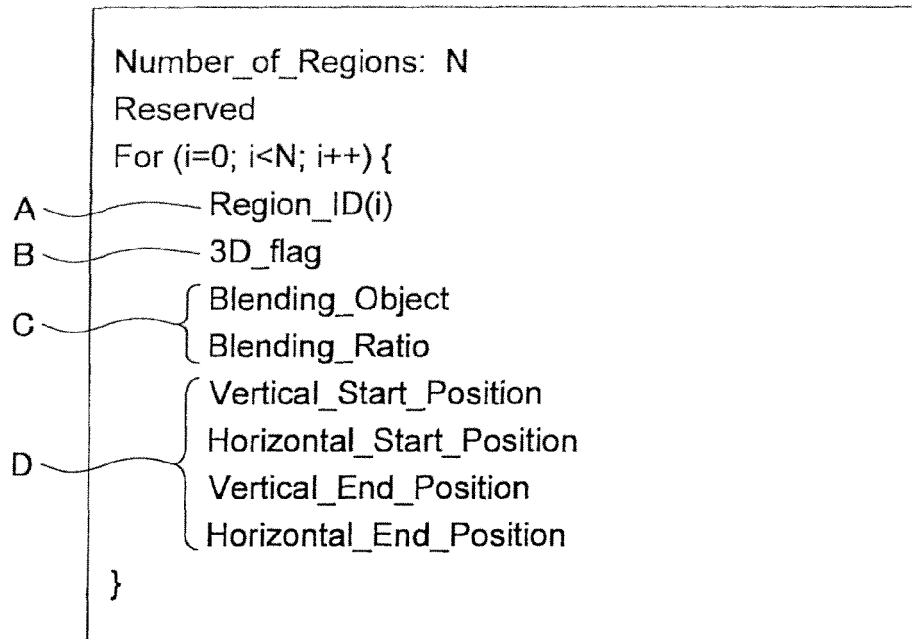 Number_of_Regions: N
Reserved
For (i=0; i<N; i++) {
A Region_ID(i)
B 3D_flag
C Blending_Object
Blending_Ratio
D Vertical_Start_Position
Horizontal_Start_Position
Vertical_End_Position
Horizontal_End_Position
}